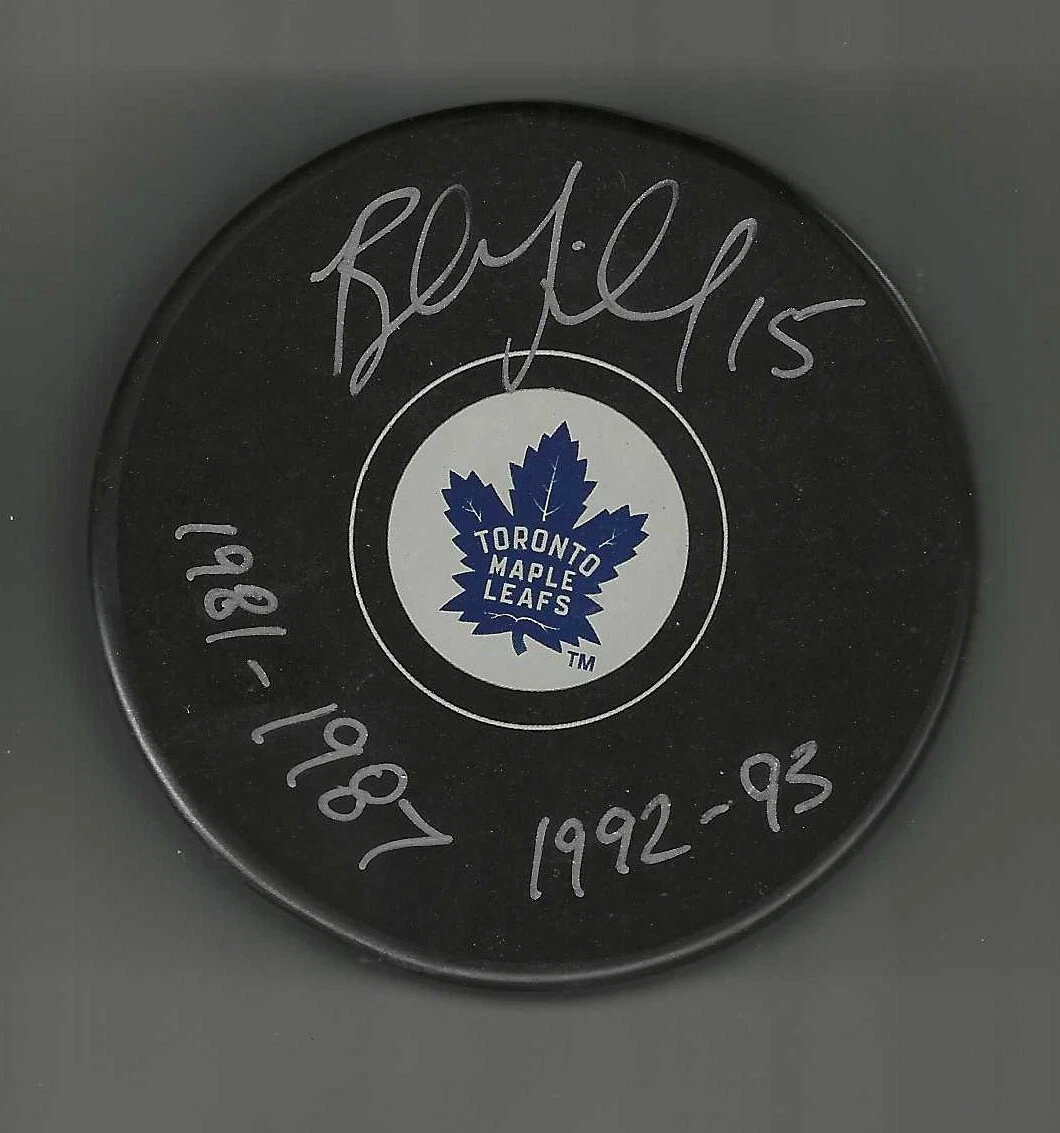 15
TORONTO
MAPLE
LEAFS
TM
1981-1987
1992-93